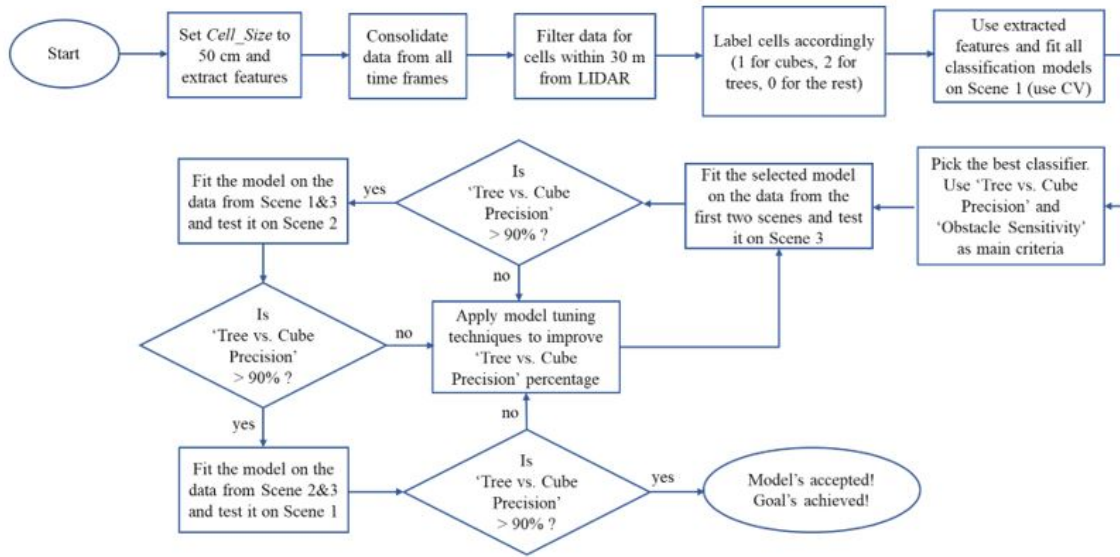 Start
Set Cell_Size to
50 cm and
extract features
Consolidate
data from all
time frames
Filter data for
cells within 30 m
from LIDAR
Label cells accordingly
(1 for cubes, 2 for
trees, 0 for the rest)
Use extracted
features and fit all
classification models
on Scene 1 (use CV)
Pick the best classifier.
Use ‘Tree vs. Cube
Precision’ and
‘Obstacle Sensitivity’
as main criteria
Fit the selected model
on the data from the
first two scenes and test
it on Scene 3
Is
‘Tree vs. Cube
Precision’
> 90% ?
yes
no
Fit the model on the
data from Scene 1&3
and test it on Scene 2
Is
‘Tree vs. Cube
Precision’
> 90% ?
no
yes
Apply model tuning
techniques to improve
‘Tree vs. Cube
Precision’ percentage
Fit the model on the
data from Scene 2&3
and test it on Scene 1
no
Is
‘Tree vs. Cube
Precision’
> 90% ?
yes
Model’s accepted!
Goal’s achieved!